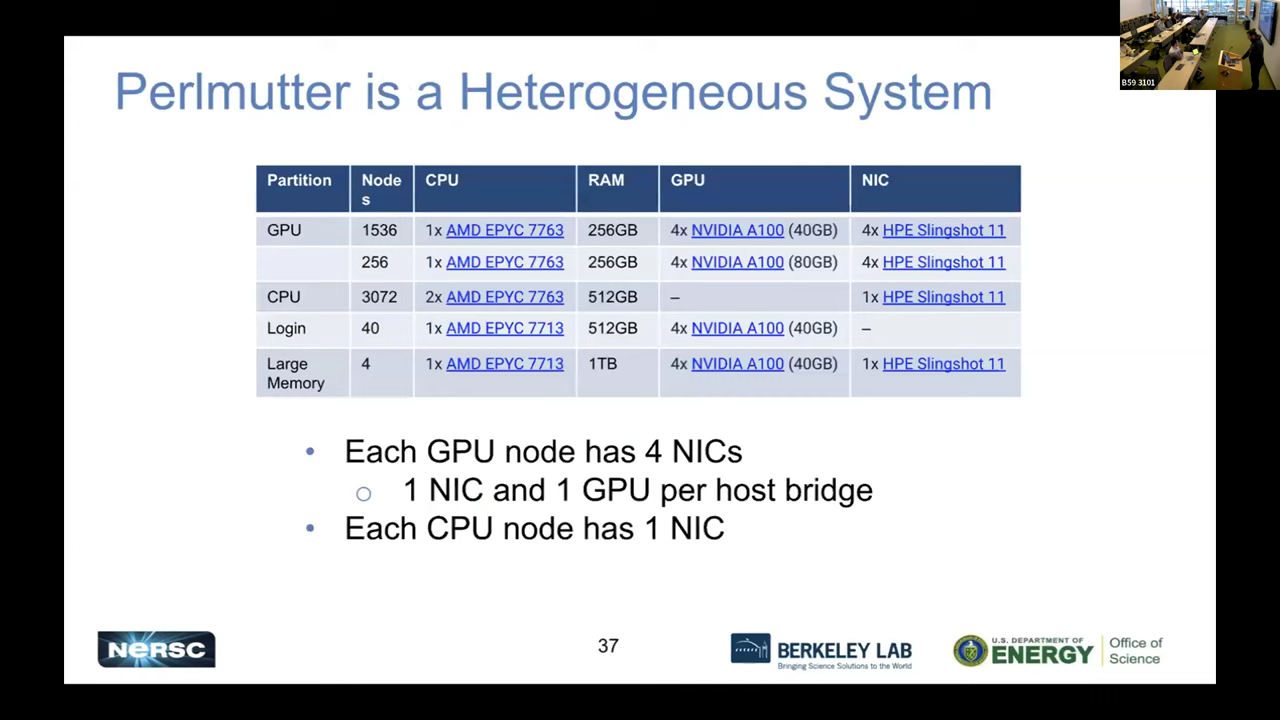 B59 3101
Perlmutter is a Heterogeneous System
Partition Node CPU RAM GPU NIC
s
GPU 1536 1x AMD EPYC 7763 256GB 4x NVIDIA A100 (40GB) 4x HPE Slingshot 11
256 1x AMD EPYC 7763 256GB 4x NVIDIA A100 (80GB) 4x HPE Slingshot 11
CPU 3072 2x AMD EPYC 7763 512GB – 1x HPE Slingshot 11
Login 40 1x AMD EPYC 7713 512GB 4x NVIDIA A100 (40GB) –
Large 4 1x AMD EPYC 7713 1TB 4x NVIDIA A100 (40GB) 1x HPE Slingshot 11
Memory
• Each GPU node has 4 NICs
○ 1 NIC and 1 GPU per host bridge
• Each CPU node has 1 NIC
NERSC
37
BERKELEY LAB
Bringing Science Solutions to the World
U.S. DEPARTMENT OF
ENERGY
Office of
Science